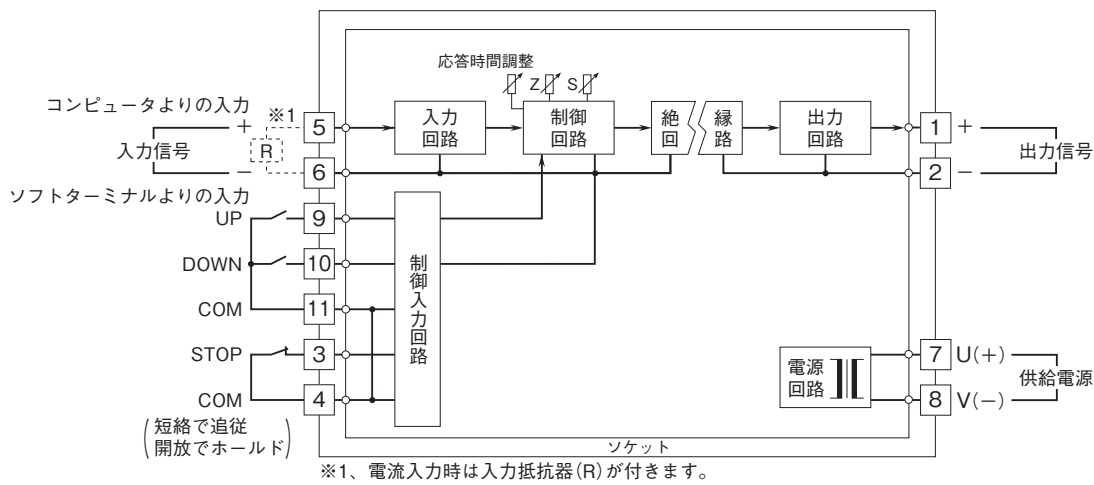 応答時間調整
Z
S
コンピュータよりの入力
※1
+
入力信号
R
−
5
6
入力
回路
制御
回路
絶
回
縁
路
出力
回路
1
+
2
−
出力信号
ソフトターミナルよりの入力
UP
9
DOWN
10
COM
11
STOP
3
COM
4
(短絡で追従
開放でホールド)
制御入力回路
電源
回路
7
U(+)
8
V(−)
供給電源
ソケット
※1、電流入力時は入力抵抗器(R)が付きます。